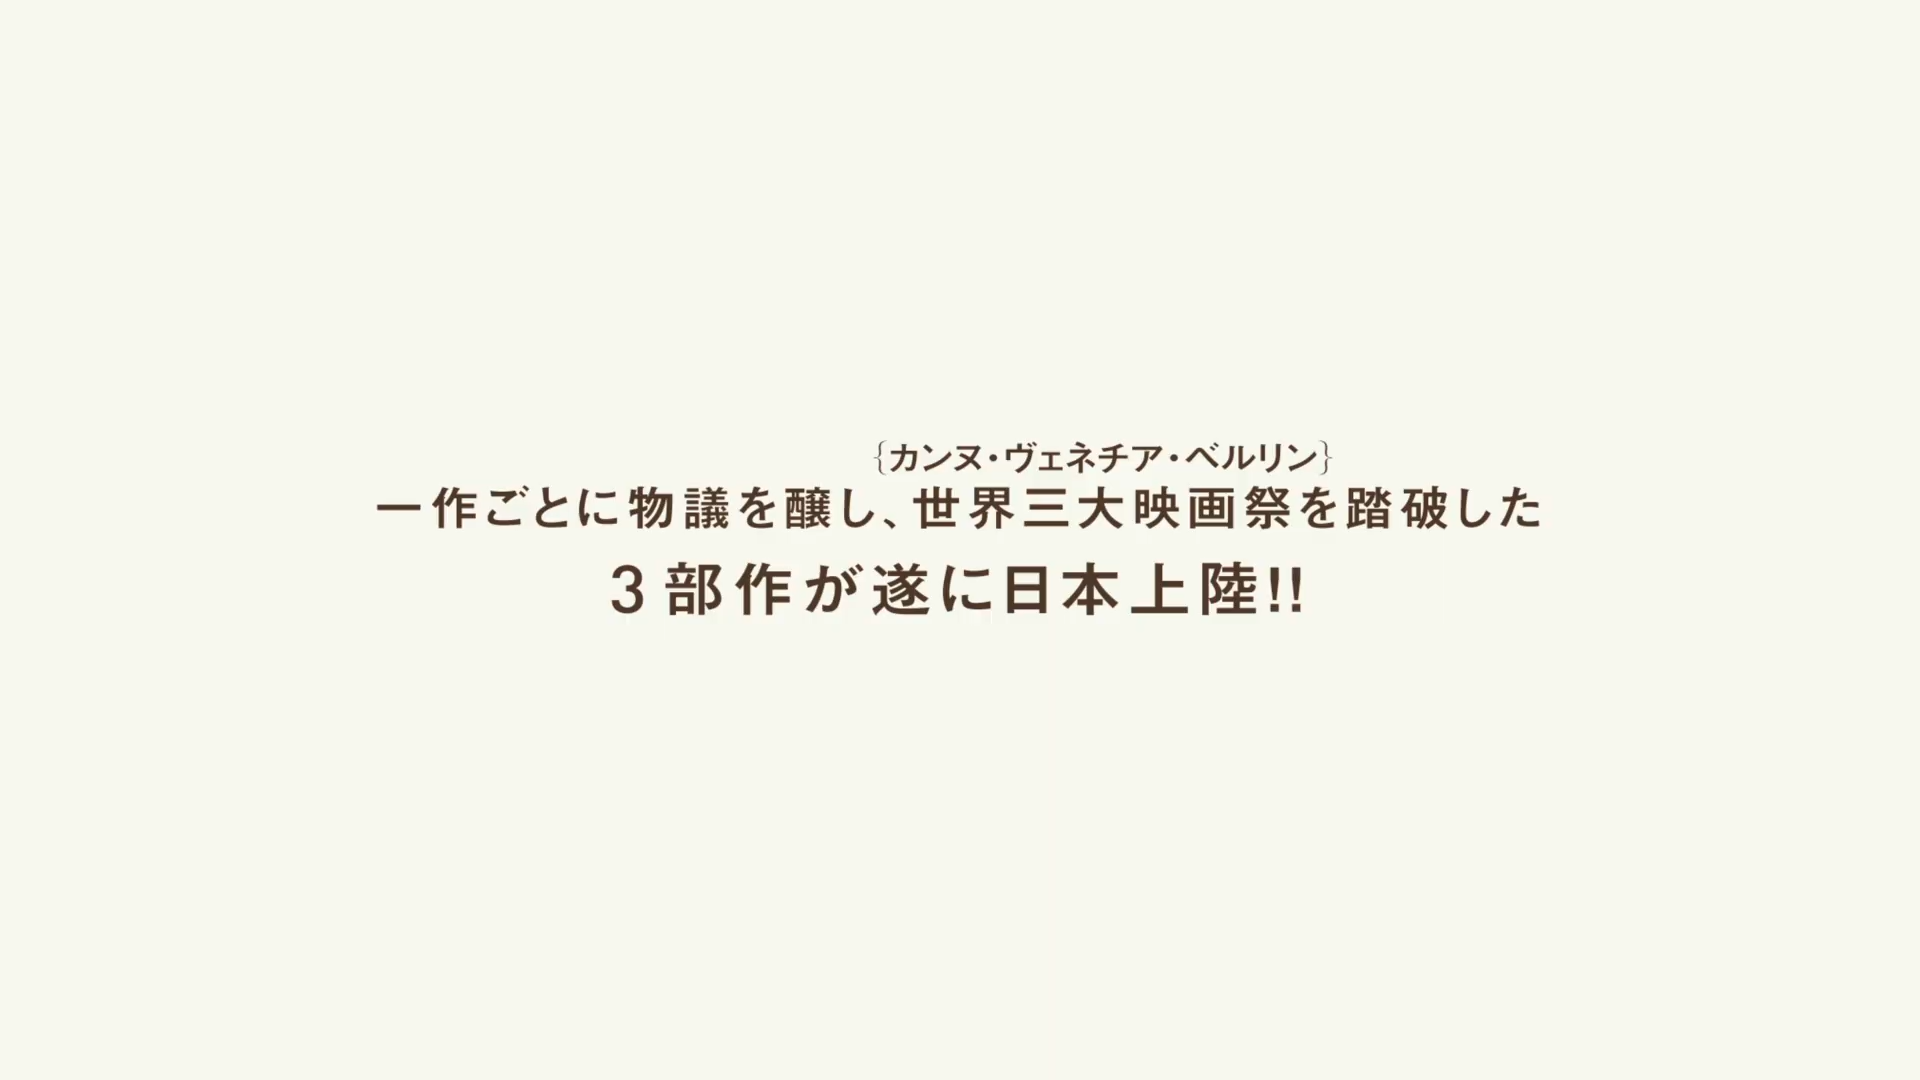 {カンヌ・ヴェネチア・ベルリン}
一作ごとに物議を醸し、世界三大映画祭を踏破した
3部作が遂に日本上陸!!